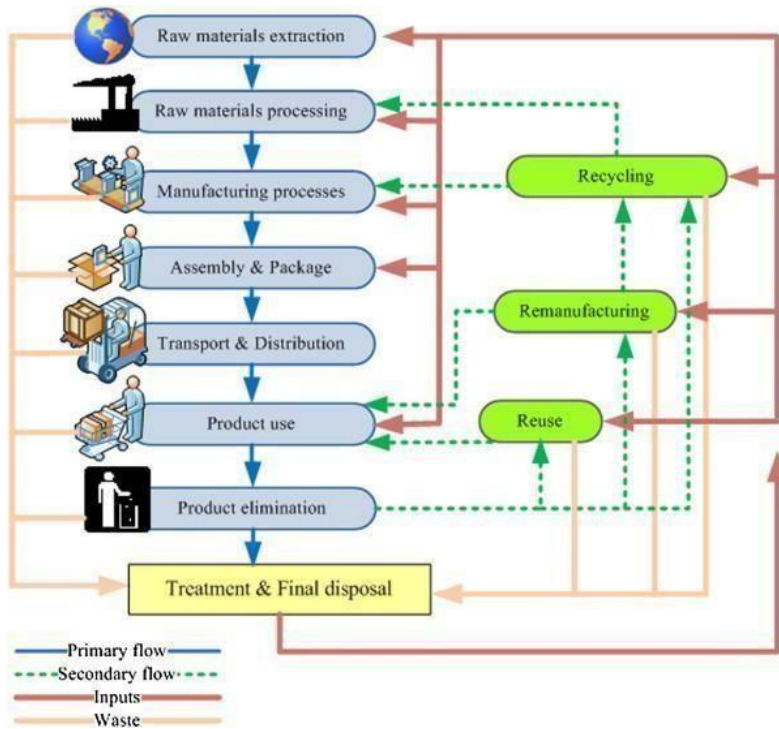 Raw materials extraction
Raw materials processing
Recycling
Manufacturing processes
Assembly & Package
Remanufacturing
Transport & Distribution
Product use
Reuse
Product elimination
Treatment & Final disposal
Primary flow
Secondary flow
Inputs
Waste